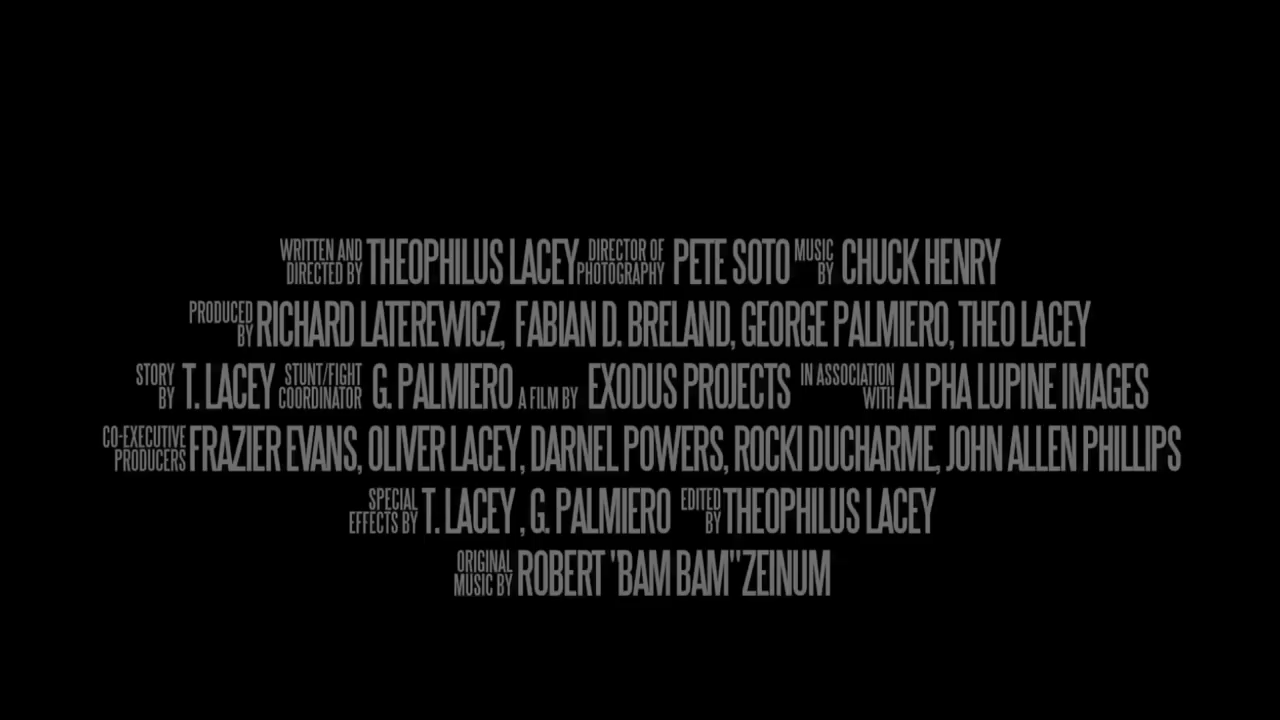 WRITTEN AND DIRECTED BY THEOPHILUS LACEY DIRECTOR OF PHOTOGRAPHY PETE SOTO MUSIC BY CHUCK HENRY
PRODUCED BY RICHARD LATEREWICZ, FABIAN D. BRELAND, GEORGE PALMIERO, THEO LACEY
STORY BY T. LACEY STUNT/FIGHT COORDINATOR G. PALMIERO A FILM BY EXODUS PROJECTS IN ASSOCIATION WITH ALPHA LUPINE IMAGES
CO-EXECUTIVE PRODUCERS FRAZIER EVANS, OLIVER LACEY, DARNEL POWERS, ROCKI DUCHARME, JOHN ALLEN PHILLIPS
SPECIAL EFFECTS BY T. LACEY , G. PALMIERO EDITED BY THEOPHILUS LACEY
ORIGINAL MUSIC BY ROBERT "BAM BAM" ZEINUM